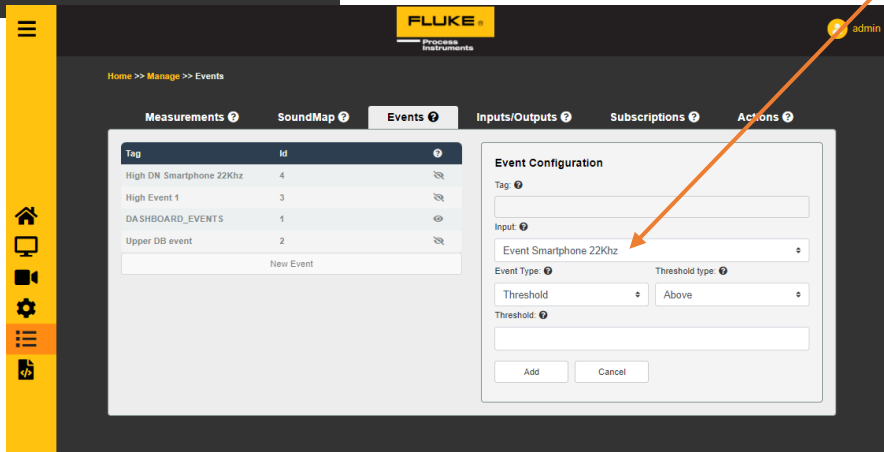 FLUKE ®
Process
Instruments
admin
Home >> Manage >> Events
Measurements ?
SoundMap ?
Events ?
Inputs/Outputs ?
Subscriptions ?
Actions ?
Tag Id ?
High DN Smartphone 22Khz 4
High Event 1 3
DASHBOARD_EVENTS 1
Upper DB event 2
New Event
Event Configuration
Tag: ?
Input: ?
Event Smartphone 22Khz
Event Type: ? Threshold type: ?
Threshold Above
Threshold: ?
Add Cancel